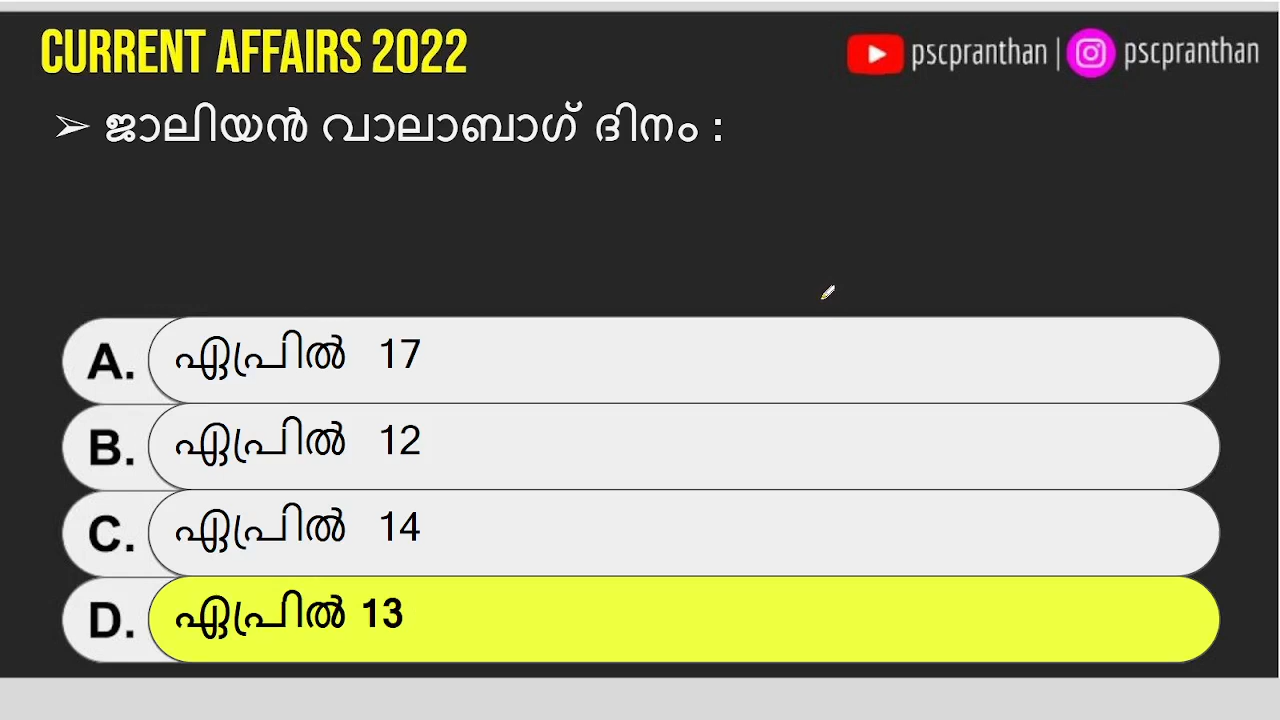 CURRENT AFFAIRS 2022
pscpranthan | pscpranthan
➢ ജാലിയൻ വാലാബാഗ് ദിനം :
A. ഏപ്രിൽ 17
B. ഏപ്രിൽ 12
C. ഏപ്രിൽ 14
D. ഏപ്രിൽ 13